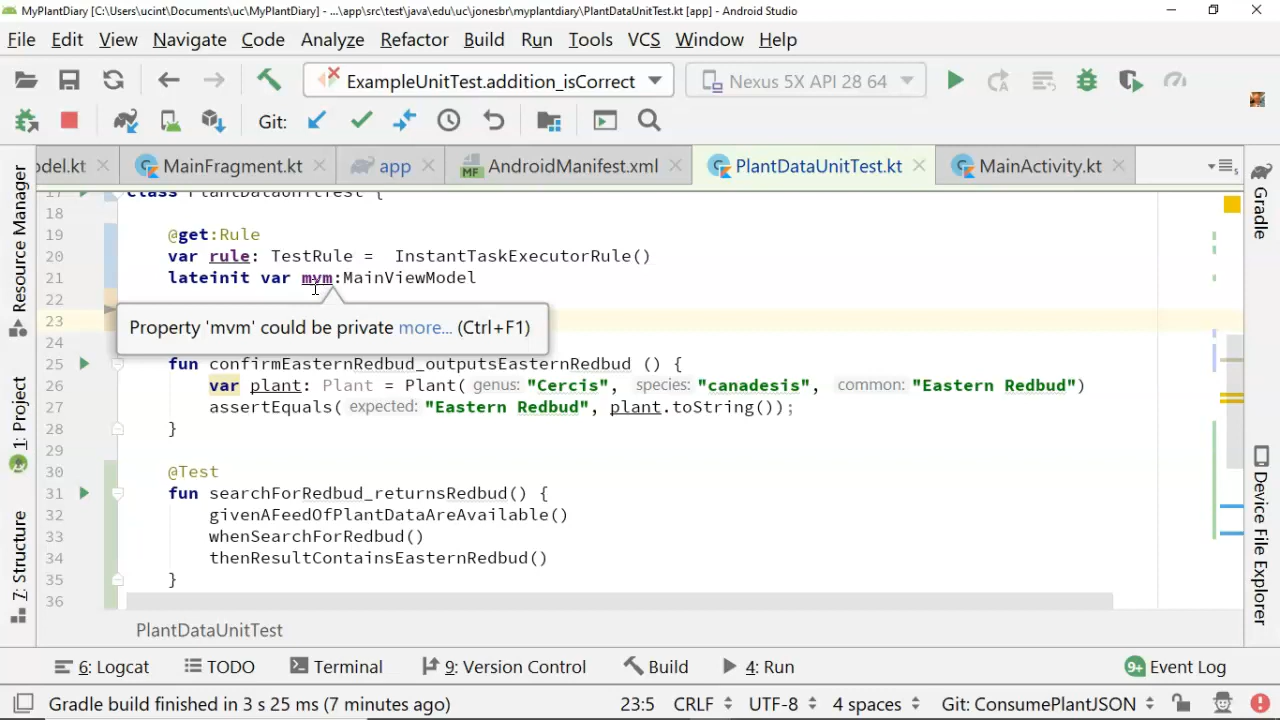 MyPlantDiary [C:\Users\ucint\Documents\uc\MyPlantDiary] - ...\app\src\test\java\edu\uc\jonesbr\myplantdiary\PlantDataUnitTest.kt [app] - Android Studio
File Edit View Navigate Code Analyze Refactor Build Run Tools VCS Window Help
ExampleUnitTest.addition_isCorrect Nexus 5X API 28 64
Git:
odel.kt MainFragment.kt app AndroidManifest.xml PlantDataUnitTest.kt MainActivity.kt
17 class PlantDataUnitTest {
18
19 @get:Rule
20 var rule: TestRule = InstantTaskExecutorRule()
21 lateinit var mvm:MainViewModel
22
Property 'mvm' could be private more... (Ctrl+F1)
23
24
25 fun confirmEasternRedbud_outputsEasternRedbud () {
26 var plant: Plant = Plant( genus: "Cercis", species: "canadesis", common: "Eastern Redbud")
27 assertEquals( expected: "Eastern Redbud", plant.toString());
28 }
29
30 @Test
31 fun searchForRedbud_returnsRedbud() {
32 givenAFeedOfPlantDataAreAvailable()
33 whenSearchForRedbud()
34 thenResultContainsEasternRedbud()
35 }
36
PlantDataUnitTest
Resource Manager
1: Project
7: Structure
Gradle
Device File Explorer
6: Logcat TODO Terminal 9: Version Control Build 4: Run 9+ Event Log
Gradle build finished in 3 s 25 ms (7 minutes ago) 23:5 CRLF UTF-8 4 spaces Git: ConsumePlantJSON